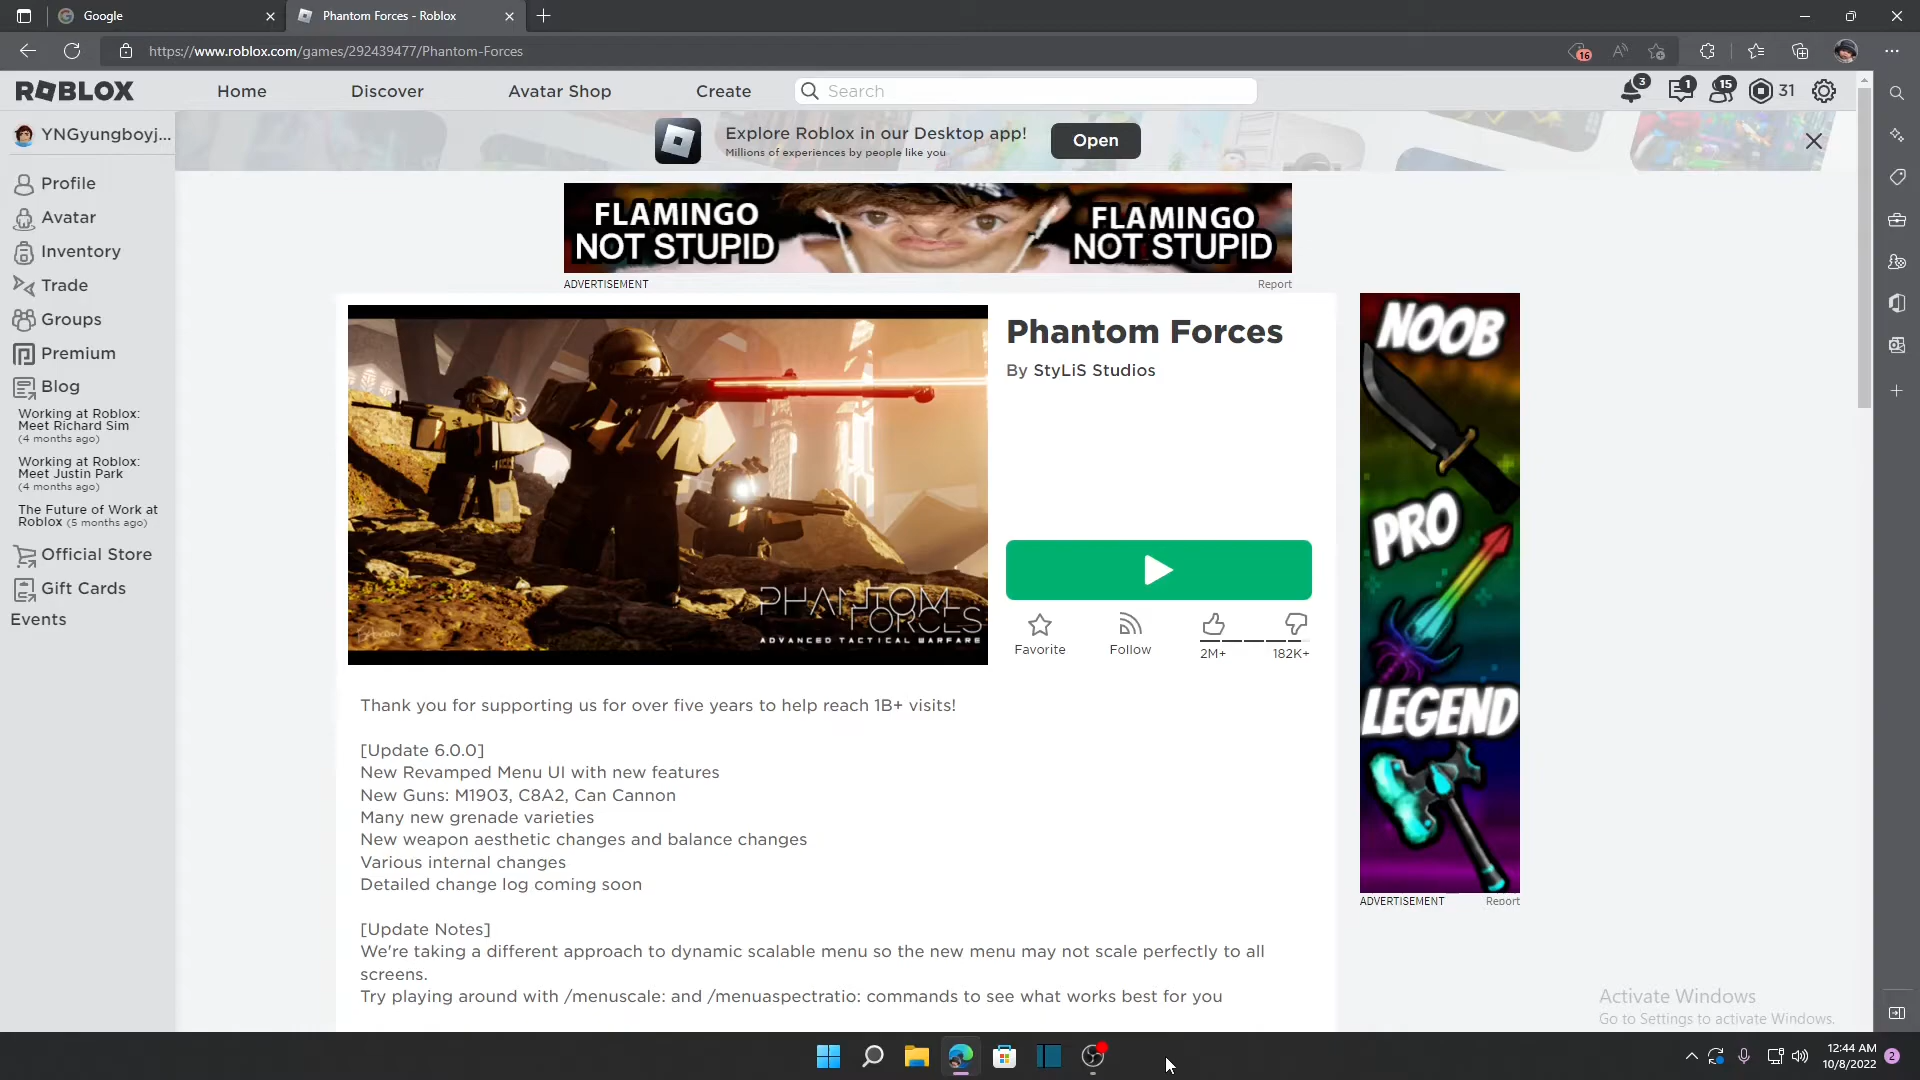 Google
Phantom Forces - Roblox
https://www.roblox.com/games/292439477/Phantom-Forces
16
ROBLOX
Home
Discover
Avatar Shop
Create
Search
3
1
15
31
YNGyungboyj...
Explore Roblox in our Desktop app!
Millions of experiences by people like you
Open
Profile
Avatar
Inventory
Trade
Groups
Premium
Blog
Working at Roblox:
Meet Richard Sim
(4 months ago)
Working at Roblox:
Meet Justin Park
(4 months ago)
The Future of Work at
Roblox (5 months ago)
Official Store
Gift Cards
Events
FLAMINGO
NOT STUPID
FLAMINGO
NOT STUPID
ADVERTISEMENT
Report
PHANTOM
FORCES
ADVANCED TACTICAL WARFARE
Phantom Forces
By StyLiS Studios
Favorite
Follow
2M+
182K+
NOOB
PRO
LEGEND
ADVERTISEMENT
Report
Thank you for supporting us for over five years to help reach 1B+ visits!
[Update 6.0.0]
New Revamped Menu UI with new features
New Guns: M1903, C8A2, Can Cannon
Many new grenade varieties
New weapon aesthetic changes and balance changes
Various internal changes
Detailed change log coming soon
[Update Notes]
We're taking a different approach to dynamic scalable menu so the new menu may not scale perfectly to all
screens.
Try playing around with /menuscale: and /menuaspectratio: commands to see what works best for you
Activate Windows
Go to Settings to activate Windows.
12:44 AM
10/8/2022
2